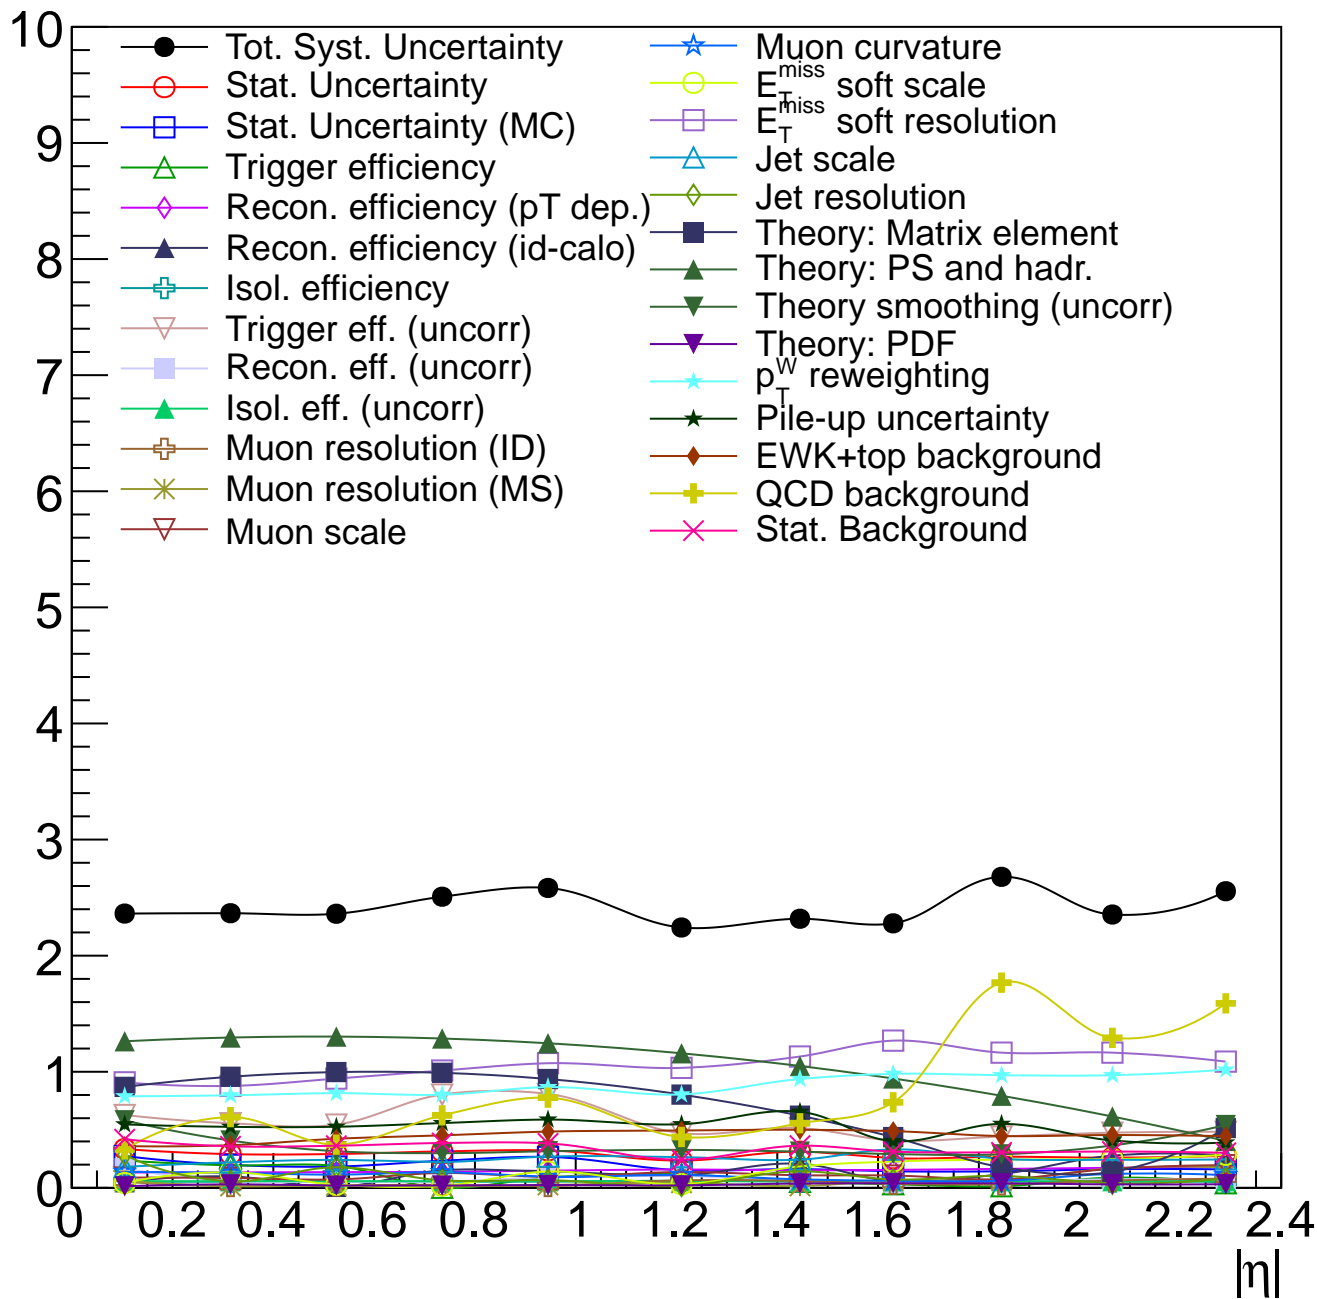 10
9
8
7
6
5
4
3
2
1
0
Tot. Syst. Uncertainty
Stat. Uncertainty
Stat. Uncertainty (MC)
Trigger efficiency
Recon. efficiency (pT dep.)
Recon. efficiency (id-calo)
Isol. efficiency
Trigger eff. (uncorr)
Recon. eff. (uncorr)
Isol. eff. (uncorr)
Muon resolution (ID)
Muon resolution (MS)
Muon scale
Muon curvature
E_T^miss soft scale
E_T^miss soft resolution
Jet scale
Jet resolution
Theory: Matrix element
Theory: PS and hadr.
Theory smoothing (uncorr)
Theory: PDF
p_T^W reweighting
Pile-up uncertainty
EWK+top background
QCD background
Stat. Background
0 0.2 0.4 0.6 0.8 1 1.2 1.4 1.6 1.8 2 2.2 2.4
|η|